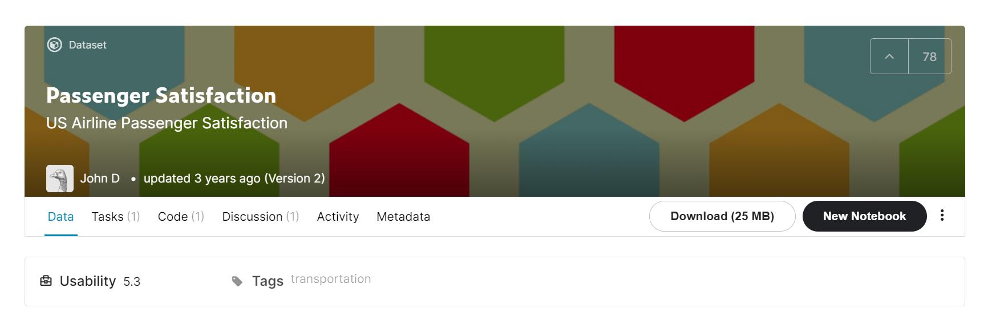 Dataset
78
Passenger Satisfaction
US Airline Passenger Satisfaction
John D • updated 3 years ago (Version 2)
Data Tasks (1) Code (1) Discussion (1) Activity Metadata Download (25 MB) New Notebook
Usability 5.3 Tags transportation